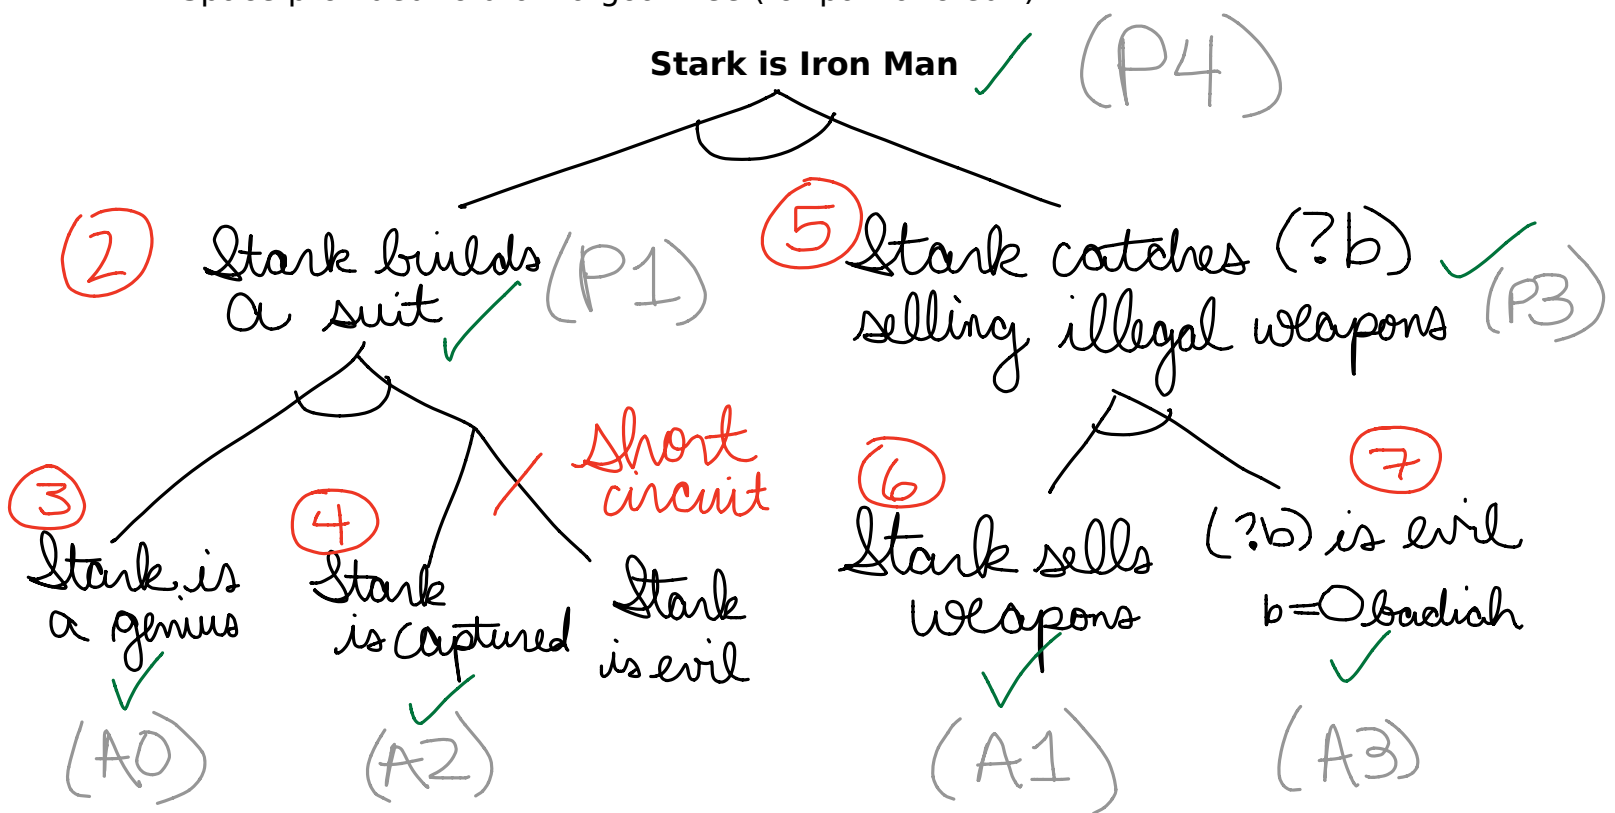 Stark is Iron Man
(P4)
2
Stark builds
a suit
(P1)
5
Stark catches (?b)
selling illegal weapons
(P3)
short
circuit
3
Stark is
a genius
(A0)
4
Stark
is captured
(A2)
Stark
is evil
6
Stark sells
weapons
(A1)
7
(?b) is evil
b=Obadiah
(A3)